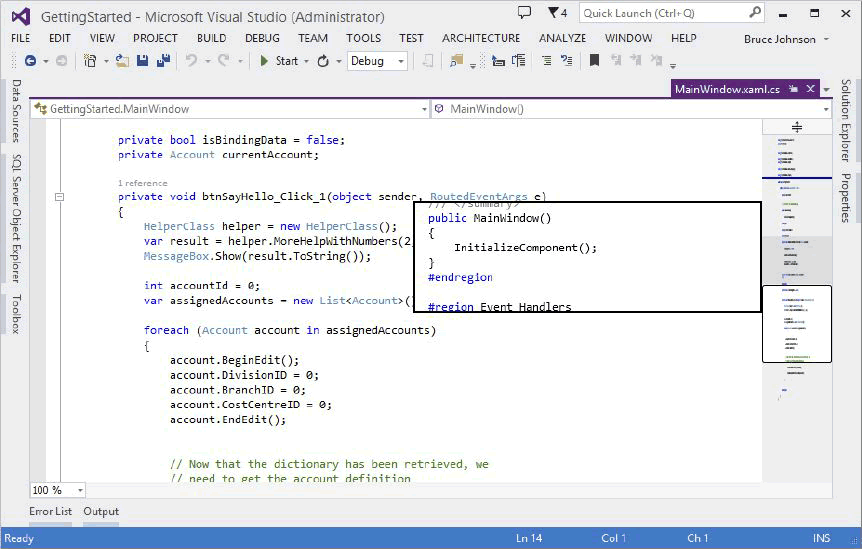 GettingStarted - Microsoft Visual Studio (Administrator)
4
Quick Launch (Ctrl+Q)
FILE EDIT VIEW PROJECT BUILD DEBUG TEAM TOOLS TEST ARCHITECTURE ANALYZE WINDOW HELP Bruce Johnson
Start Debug
MainWindow.xaml.cs
GettingStarted.MainWindow MainWindow()
Data Sources
SQL Server Object Explorer
Toolbox
private bool isBindingData = false;
private Account currentAccount;
1 reference
private void btnSayHello_Click_1(object sender, RoutedEventArgs e)
{
HelperClass helper = new HelperClass();
var result = helper.MoreHelpWithNumbers(2,
MessageBox.Show(result.ToString());
int accountId = 0;
var assignedAccounts = new List<Account>()
foreach (Account account in assignedAccounts)
{
account.BeginEdit();
account.DivisionID = 0;
account.BranchID = 0;
account.CostCentreID = 0;
account.EndEdit();
// Now that the dictionary has been retrieved, we
// need to get the account definition
/// </summary>
public MainWindow()
{
InitializeComponent();
}
#endregion
#region Event Handlers
Solution Explorer
Properties
100 %
Error List Output
Ready Ln 14 Col 1 Ch 1 INS